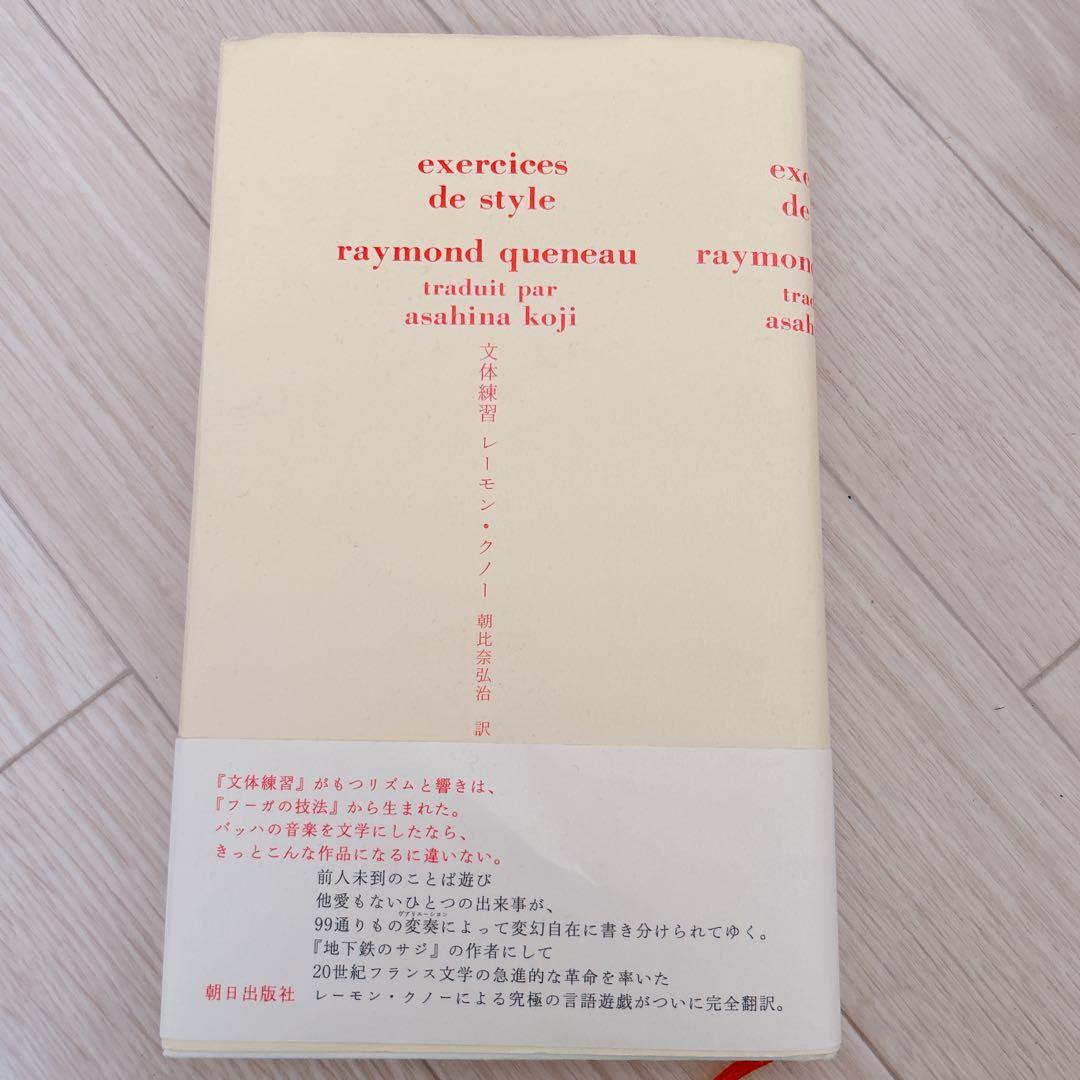 exercices
de style
raymond queneau
traduit par
asahina koji
文体練習 レーモン・クノー 朝比奈弘治 訳
exe
de
raymon
tra
asah
『文体練習』がもつリズムと響きは、
『フーガの技法』から生まれた。
バッハの音楽を文学にしたなら、
きっとこんな作品になるに違いない。
前人未到のことば遊び
他愛もないひとつの出来事が、
ヴァリエーション
99通りもの変奏によって変幻自在に書き分けられてゆく。
『地下鉄のサジ』の作者にして
20世紀フランス文学の急進的な革命を率いた
レーモン・クノーによる究極の言語遊戯がついに完全翻訳。
朝日出版社